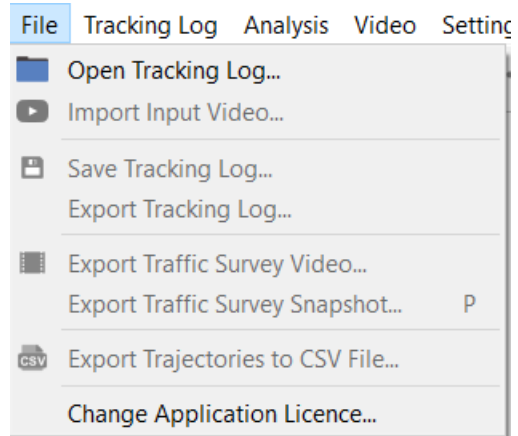 File Tracking Log Analysis Video Setting
Open Tracking Log...
Import Input Video...
Save Tracking Log...
Export Tracking Log...
Export Traffic Survey Video...
Export Traffic Survey Snapshot... P
CSV Export Trajectories to CSV File...
Change Application Licence...